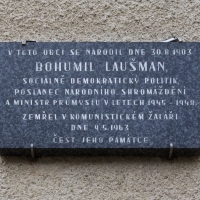 V TÉTO OBCI SE NARODIL DNE 30.8.1903
BOHUMIL LAUŠMAN,
SOCIÁLNĚ DEMOKRATICKÝ POLITIK,
POSLANEC NÁRODNÍHO SHROMÁŽDĚNÍ
A MINISTR PRŮMYSLU V LETECH 1945-1948.
ZEMŘEL V KOMUNISTICKÉM ŽALÁŘI
DNE 9.5.1963.
ČEST JEHO PAMÁTCE.